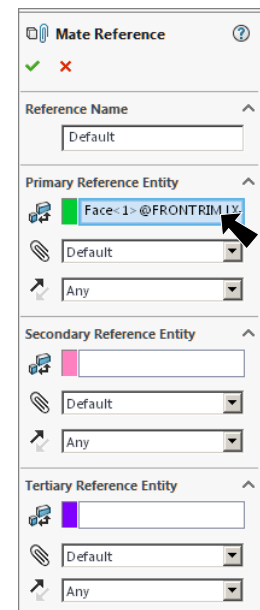 Mate Reference
Reference Name
Default
Primary Reference Entity
Face<1>@FRONTRIM
Default
Any
Secondary Reference Entity
Default
Any
Tertiary Reference Entity
Default
Any